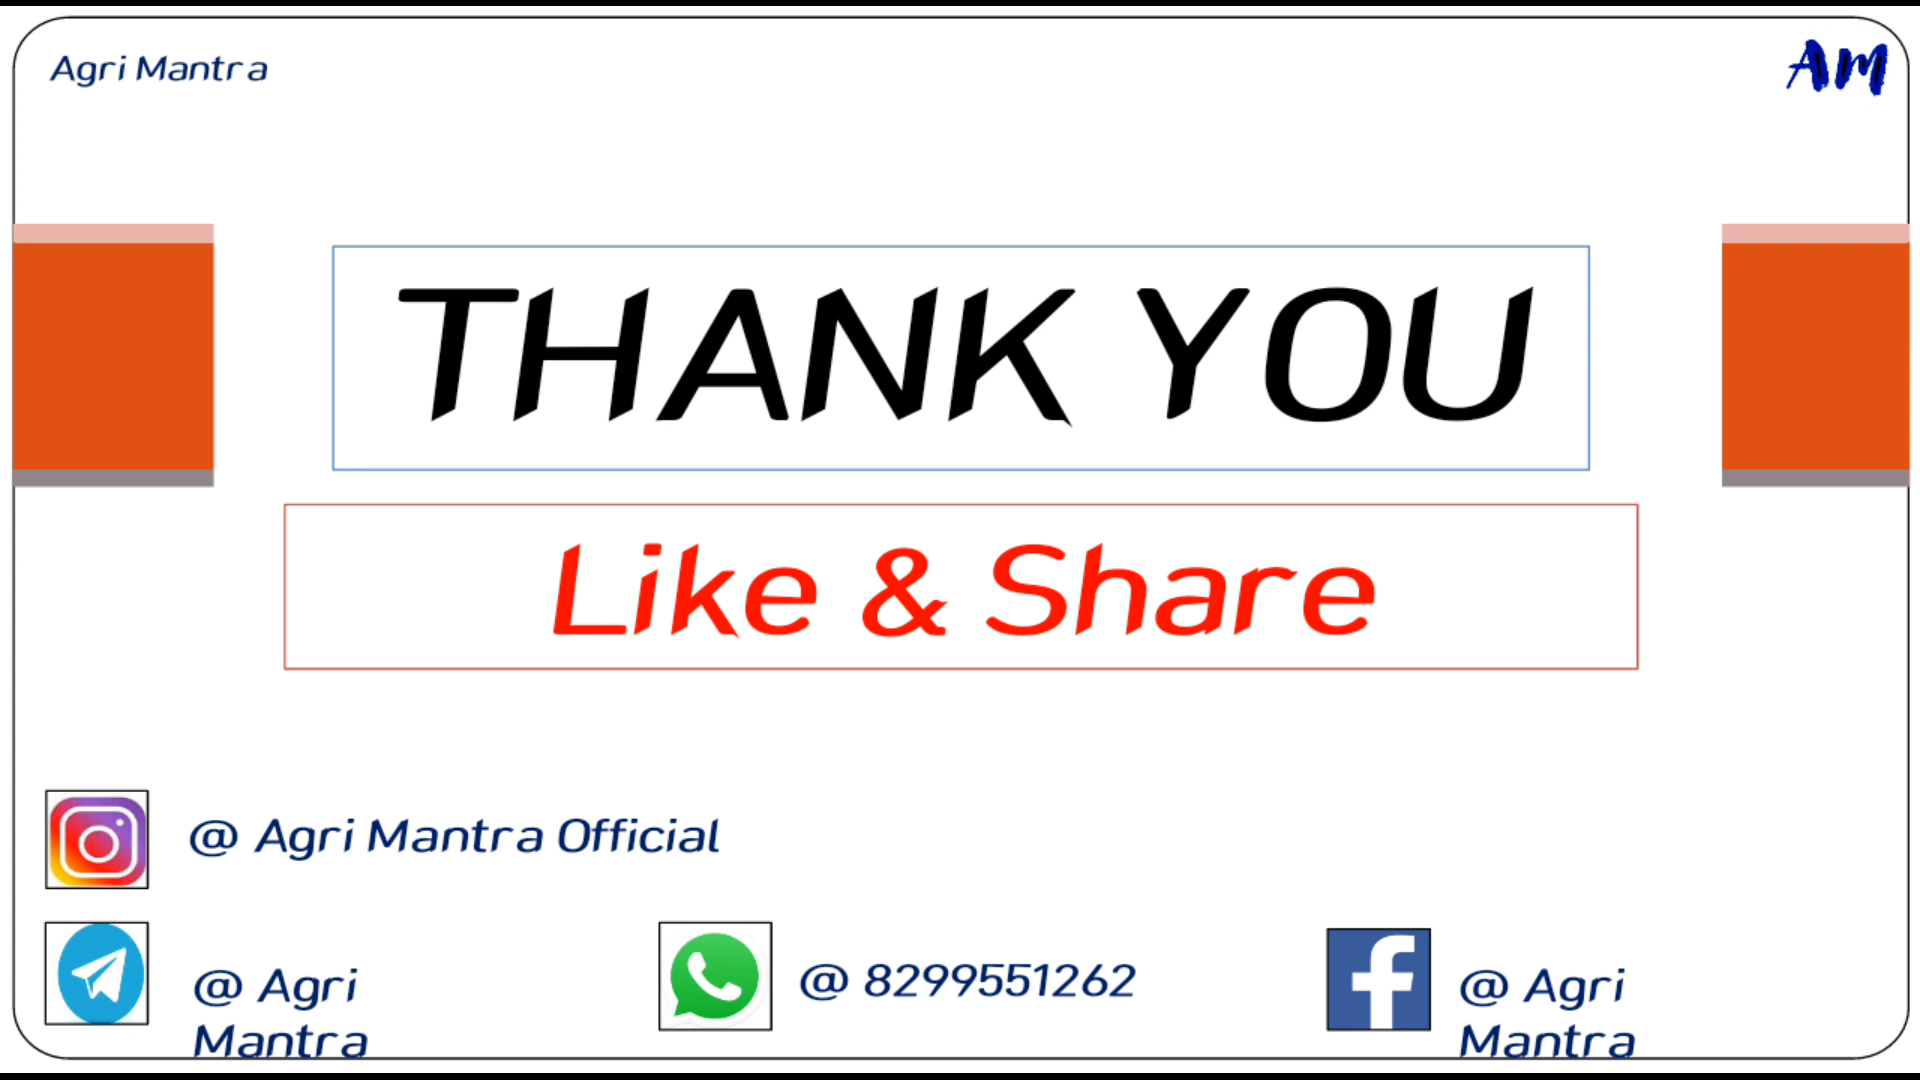 Agri Mantra
AM
THANK YOU
Like & Share
@ Agri Mantra Official
@ Agri
Mantra
@ 8299551262
@ Agri
Mantra